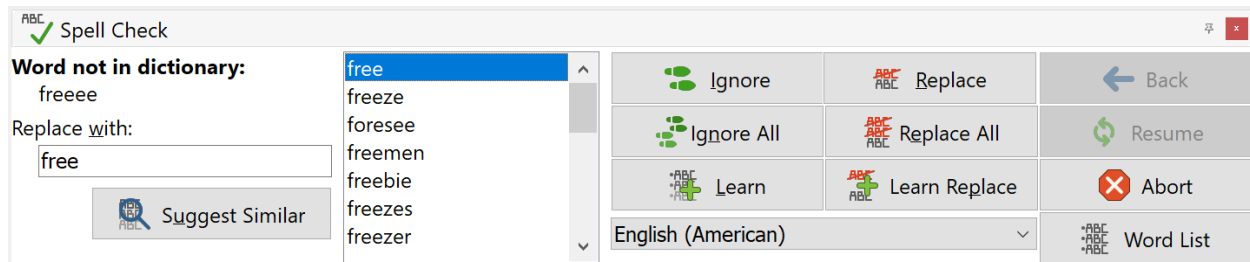 ABC Spell Check
Word not in dictionary:
freeee
Replace with:
free
Suggest Similar
free
freeze
foresee
freemen
freebie
freezes
freezer
Ignore
Replace
Back
Ignore All
Replace All
Resume
Learn
Learn Replace
Abort
English (American)
Word List